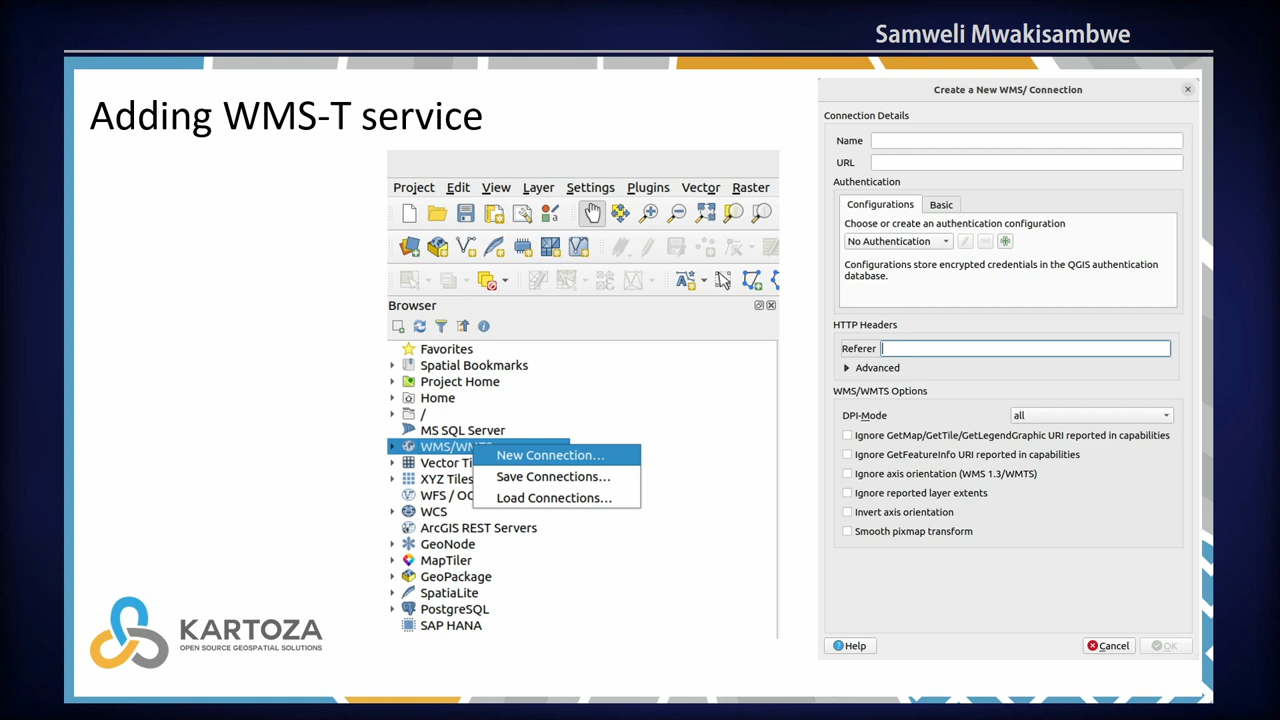 Samweli Mwakisambwe
Adding WMS-T service
Project Edit View Layer Settings Plugins Vector Raster
Browser
Favorites
Spatial Bookmarks
Project Home
Home
/
MS SQL Server
WMS/WMTS
New Connection...
Vector Ti
Save Connections...
XYZ Tiles
Load Connections...
WFS / OG
WCS
ArcGIS REST Servers
GeoNode
MapTiler
GeoPackage
SpatiaLite
PostgreSQL
SAP HANA
KARTOZA
OPEN SOURCE GEOSPATIAL SOLUTIONS
Create a New WMS/ Connection
Connection Details
Name
URL
Authentication
Configurations Basic
Choose or create an authentication configuration
No Authentication
Configurations store encrypted credentials in the QGIS authentication
database.
HTTP Headers
Referer
Advanced
WMS/WMTS Options
DPI-Mode all
Ignore GetMap/GetTile/GetLegendGraphic URI reported in capabilities
Ignore GetFeatureInfo URI reported in capabilities
Ignore axis orientation (WMS 1.3/WMTS)
Ignore reported layer extents
Invert axis orientation
Smooth pixmap transform
Help Cancel OK